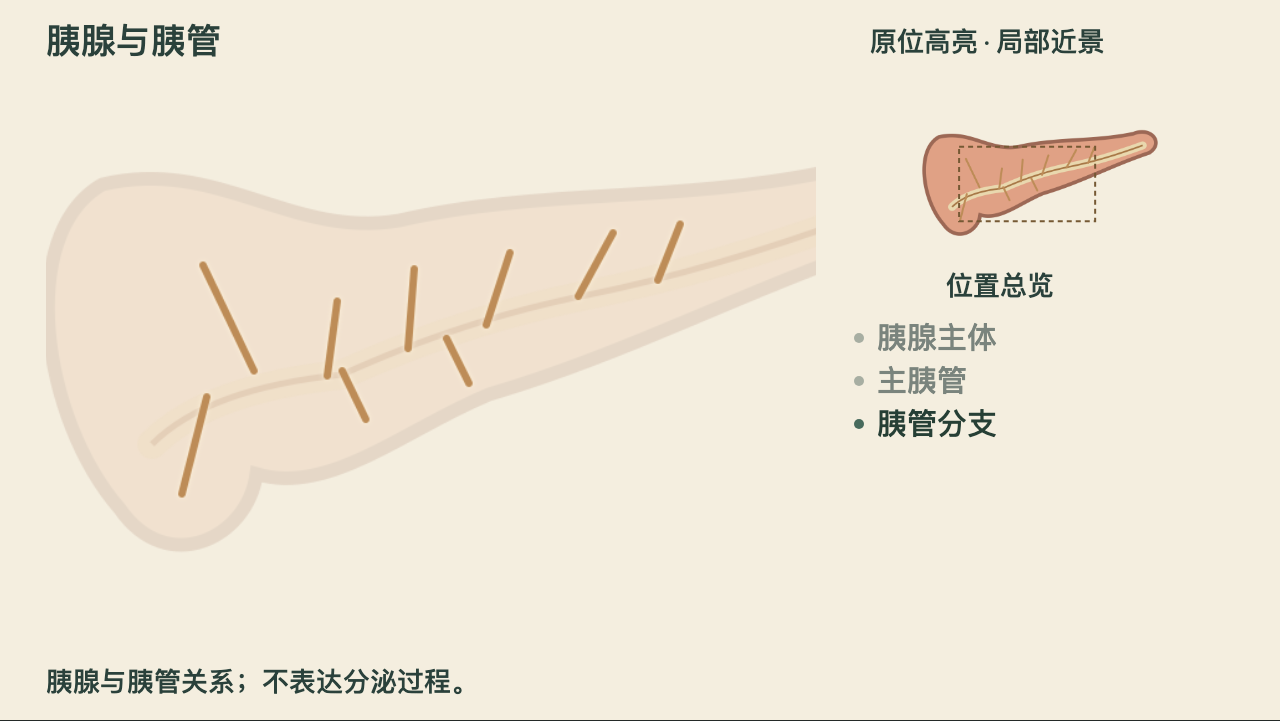 胰腺与胰管
原位高亮 · 局部近景
位置总览
胰腺主体
主胰管
胰管分支
胰腺与胰管关系；不表达分泌过程。